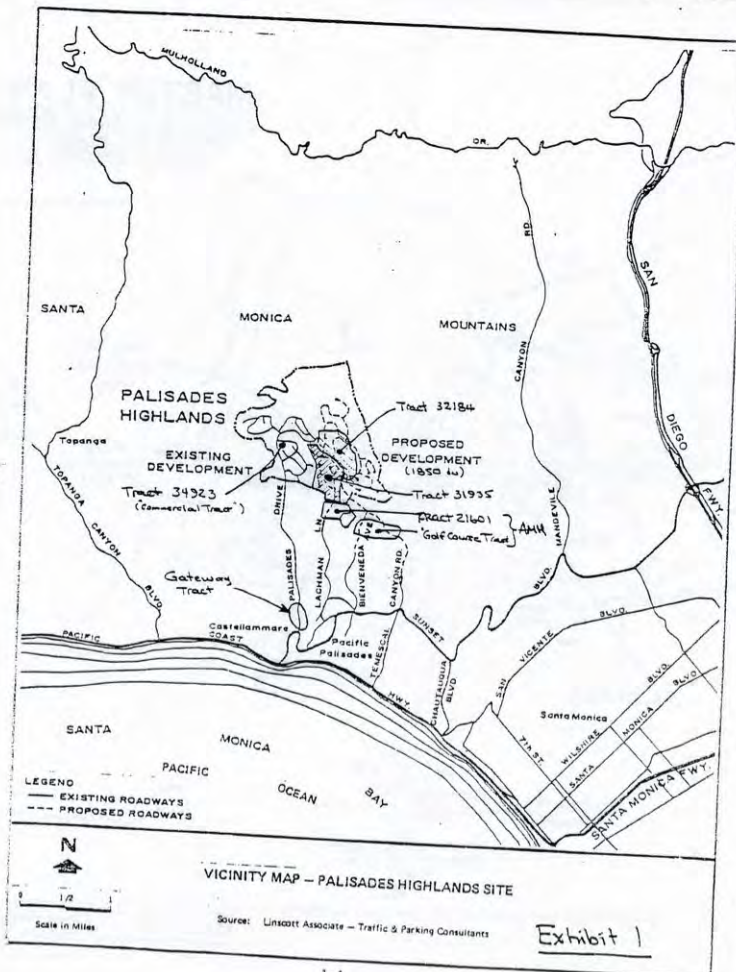 MULHOLLAND
DR.
SANTA
MONICA
MOUNTAINS
RD.
CANYON
MANDEVILE
SAN
DIEGO
FWY.
PALISADES
HIGHLANDS
Tract 32184
EXISTING
DEVELOPMENT
PROPOSED
DEVELOPMENT
(1850 du)
Topanga
TOPANGA
CANYON
BLVD.
Tract 34923
(Commercial Tract")
Tract 31935
Tract 21601
"Golf Course Tract
AMH
PALISADES
DRIVE
LACHMAN
LN.
BIENVENEDA
AVE
CANYON RD.
TEMESCAL
Gateway
Tract
Castellammare
PACIFIC
COAST
HWY.
Pacific
Palisades
SUNSET
BLVD.
CHAUTAUQUA
BLVD.
SAN
VICENTE
BLVD.
Santa Monica
7TH ST.
WILSHIRE
BLVD.
SANTA
MONICA
BLVD.
SANTA MONICA FWY.
SANTA
MONICA
BAY
PACIFIC
OCEAN
LEGEND
EXISTING ROADWAYS
PROPOSED ROADWAYS
N
0 1/2 1
Scale in Miles
VICINITY MAP – PALISADES HIGHLANDS SITE
Source: Linscott Associate – Traffic & Parking Consultants
Exhibit 1